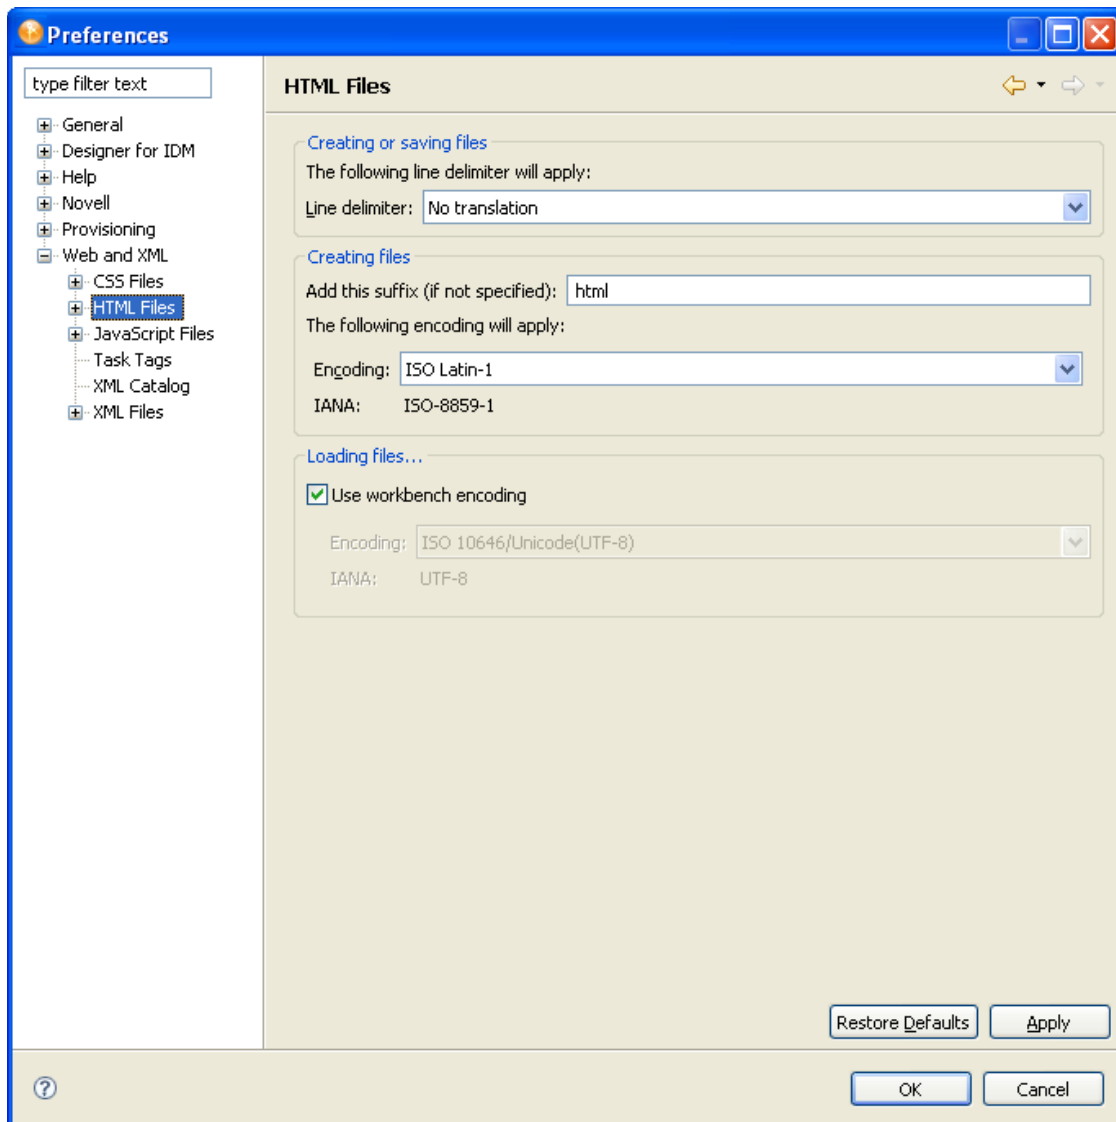 Preferences
type filter text
General
Designer for IDM
Help
Novell
Provisioning
Web and XML
CSS Files
HTML Files
JavaScript Files
Task Tags
XML Catalog
XML Files
HTML Files
Creating or saving files
The following line delimiter will apply:
Line delimiter: No translation
Creating files
Add this suffix (if not specified): html
The following encoding will apply:
Encoding: ISO Latin-1
IANA: ISO-8859-1
Loading files...
Use workbench encoding
Encoding: ISO 10646/Unicode(UTF-8)
IANA: UTF-8
Restore Defaults Apply
? OK Cancel